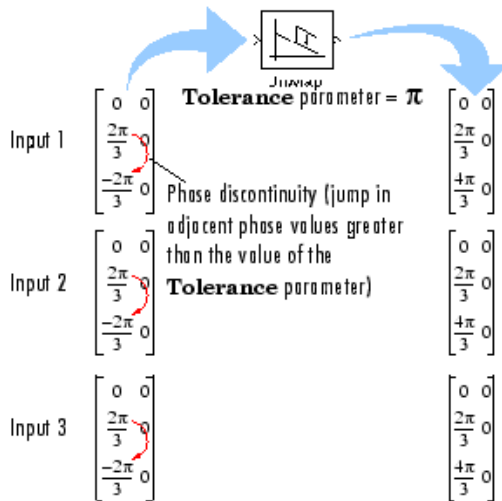 Unwrap
Tolerance parameter = π
Input 1
0 0
2π/3 0
-2π/3 0
0 0
2π/3 0
4π/3 0
Phase discontinuity (jump in
adjacent phase values greater
than the value of the
Tolerance parameter)
Input 2
0 0
2π/3 0
-2π/3 0
0 0
2π/3 0
4π/3 0
Input 3
0 0
2π/3 0
-2π/3 0
0 0
2π/3 0
4π/3 0